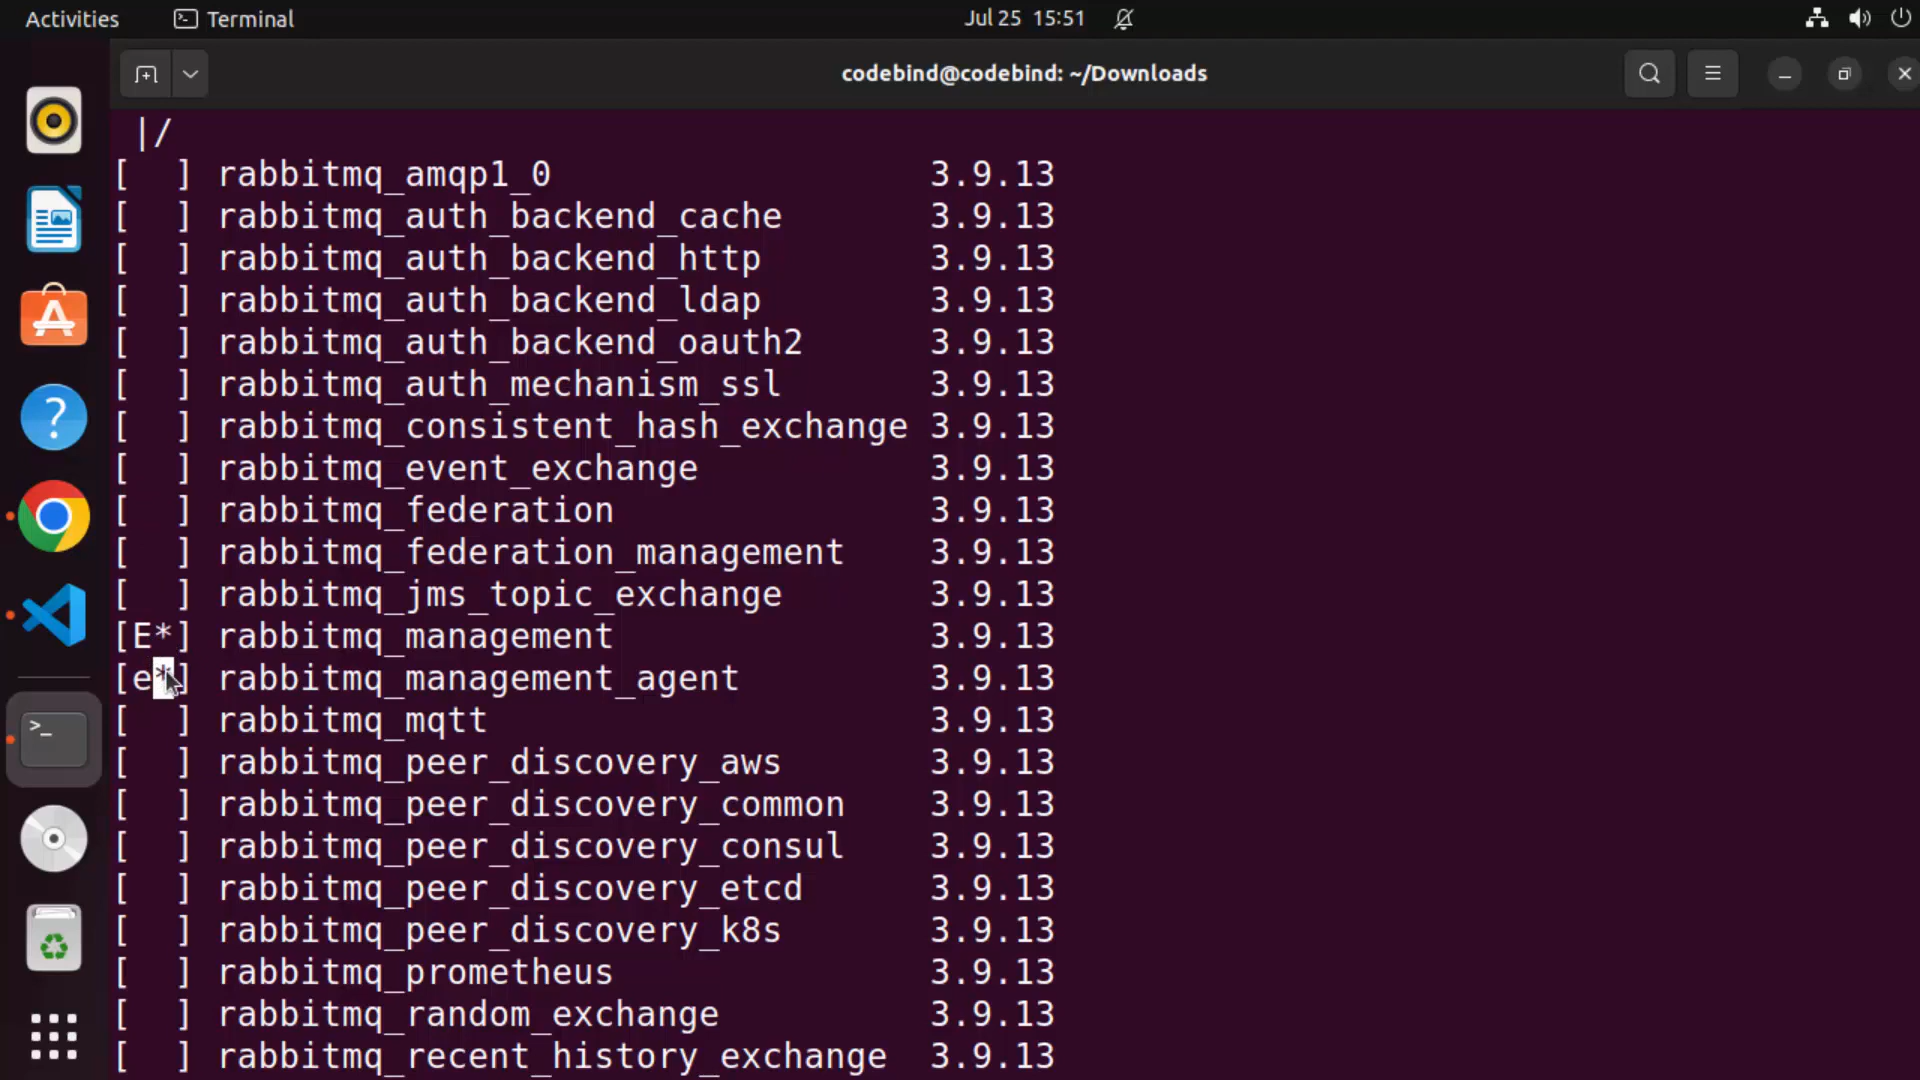 Activities
Terminal
Jul 25 15:51
codebind@codebind: ~/Downloads
|/
[  ] rabbitmq_amqp1_0 3.9.13
[  ] rabbitmq_auth_backend_cache 3.9.13
[  ] rabbitmq_auth_backend_http 3.9.13
[  ] rabbitmq_auth_backend_ldap 3.9.13
[  ] rabbitmq_auth_backend_oauth2 3.9.13
[  ] rabbitmq_auth_mechanism_ssl 3.9.13
[  ] rabbitmq_consistent_hash_exchange 3.9.13
[  ] rabbitmq_event_exchange 3.9.13
[  ] rabbitmq_federation 3.9.13
[  ] rabbitmq_federation_management 3.9.13
[  ] rabbitmq_jms_topic_exchange 3.9.13
[E*] rabbitmq_management 3.9.13
[e*] rabbitmq_management_agent 3.9.13
[  ] rabbitmq_mqtt 3.9.13
[  ] rabbitmq_peer_discovery_aws 3.9.13
[  ] rabbitmq_peer_discovery_common 3.9.13
[  ] rabbitmq_peer_discovery_consul 3.9.13
[  ] rabbitmq_peer_discovery_etcd 3.9.13
[  ] rabbitmq_peer_discovery_k8s 3.9.13
[  ] rabbitmq_prometheus 3.9.13
[  ] rabbitmq_random_exchange 3.9.13
[  ] rabbitmq_recent_history_exchange 3.9.13